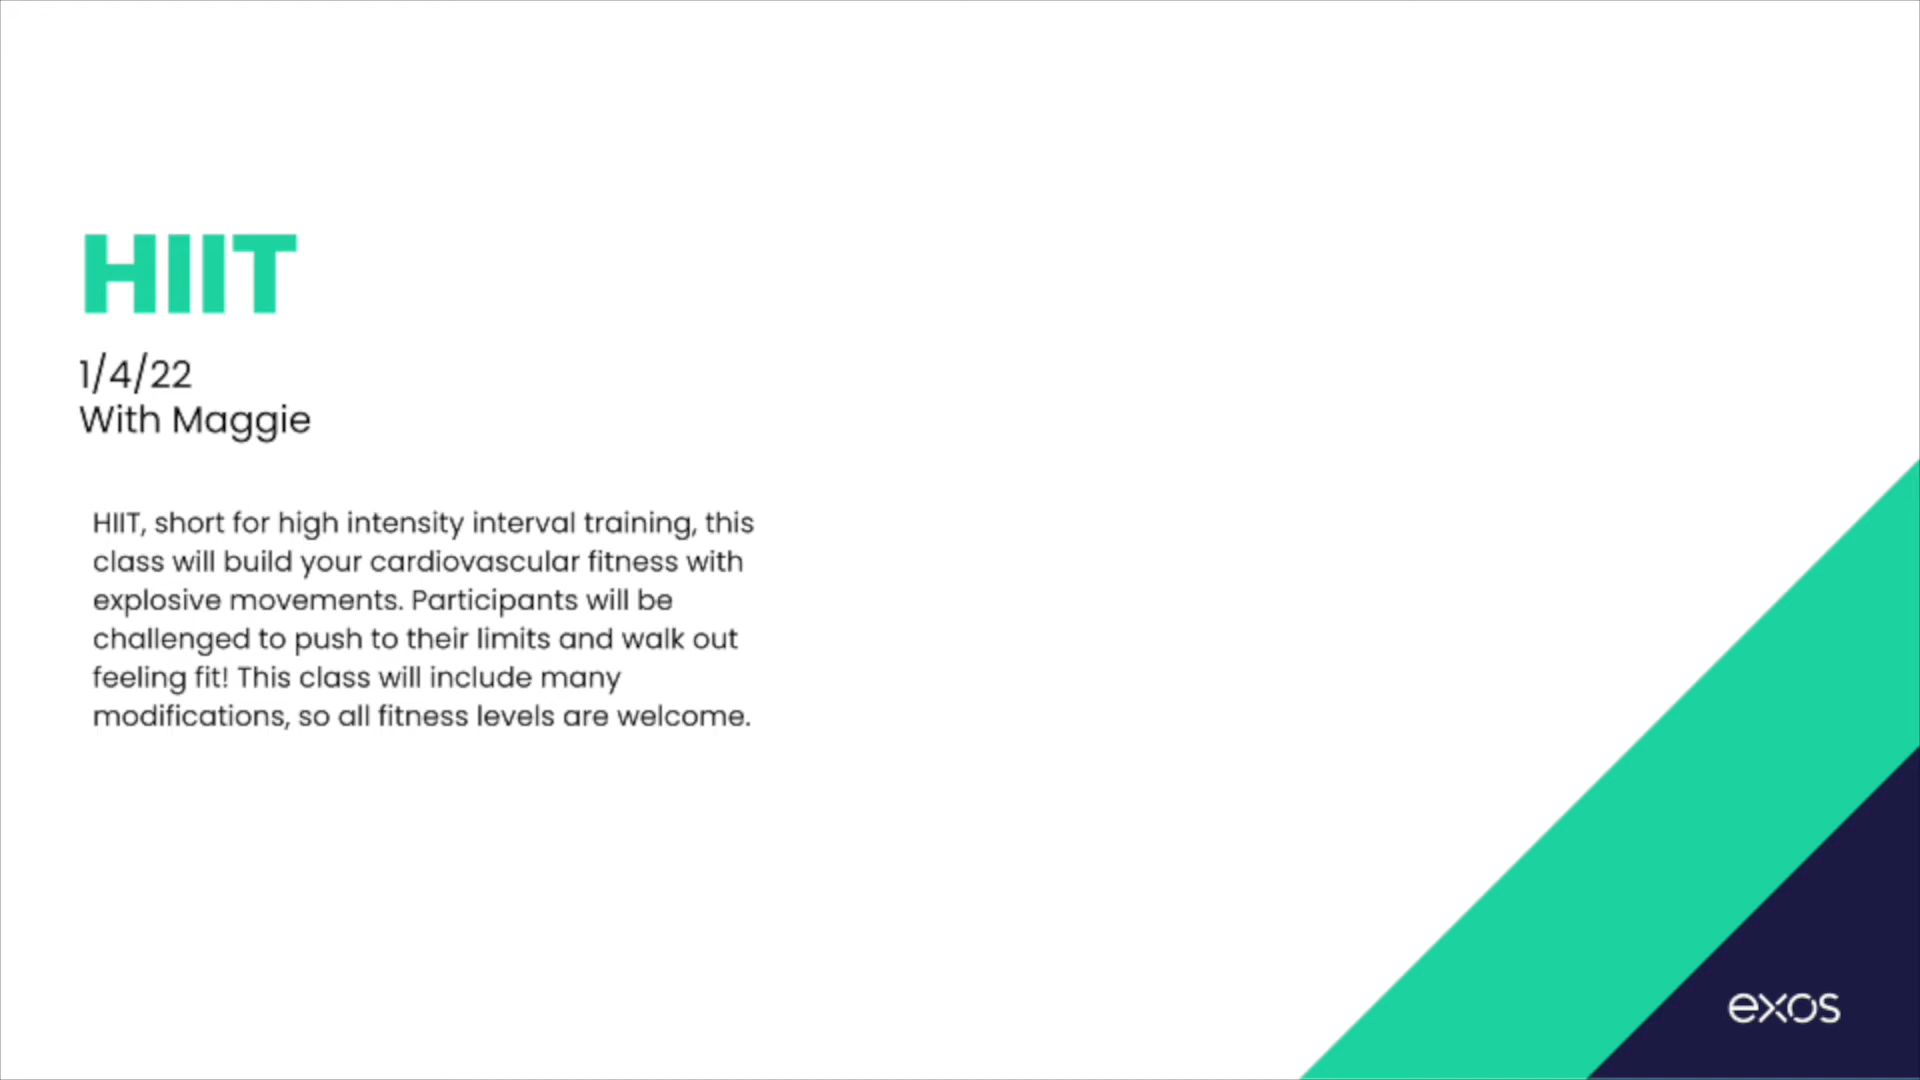 HIIT
1/4/22
With Maggie
HIIT, short for high intensity interval training, this
class will build your cardiovascular fitness with
explosive movements. Participants will be
challenged to push to their limits and walk out
feeling fit! This class will include many
modifications, so all fitness levels are welcome.
exos